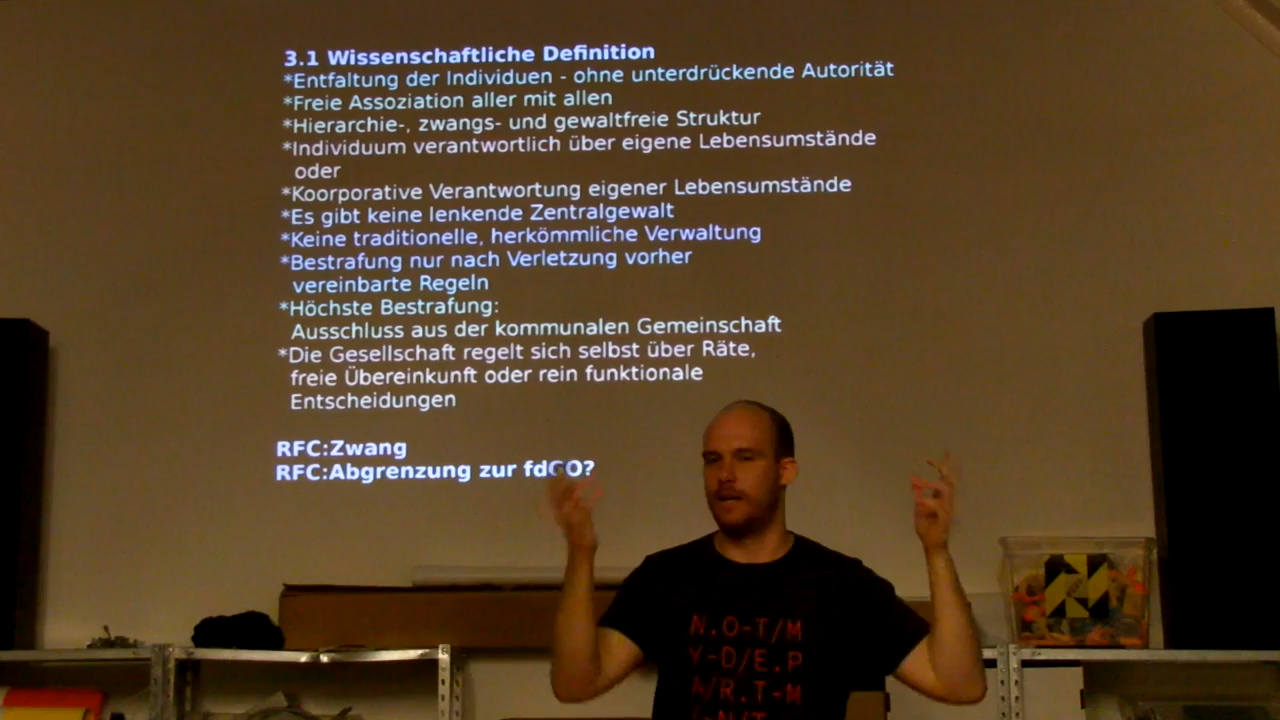 3.1 Wissenschaftliche Definition
*Entfaltung der Individuen - ohne unterdrückende Autorität
*Freie Assoziation aller mit allen
*Hierarchie-, zwangs- und gewaltfreie Struktur
*Individuum verantwortlich über eigene Lebensumstände
oder
*Koorporative Verantwortung eigener Lebensumstände
*Es gibt keine lenkende Zentralgewalt
*Keine traditionelle, herkömmliche Verwaltung
*Bestrafung nur nach Verletzung vorher
vereinbarte Regeln
*Höchste Bestrafung:
Ausschluss aus der kommunalen Gemeinschaft
*Die Gesellschaft regelt sich selbst über Räte,
freie Übereinkunft oder rein funktionale
Entscheidungen
RFC:Zwang
RFC:Abgrenzung zur fdGO?
N.O-T/M
Y-D/E.P
A/R.T-M